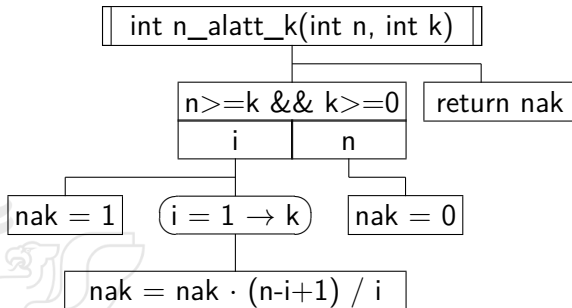 int n_alatt_k(int n, int k)
n>=k && k>=0
return nak
i
n
nak = 1
i = 1 → k
nak = 0
nak = nak · (n-i+1) / i